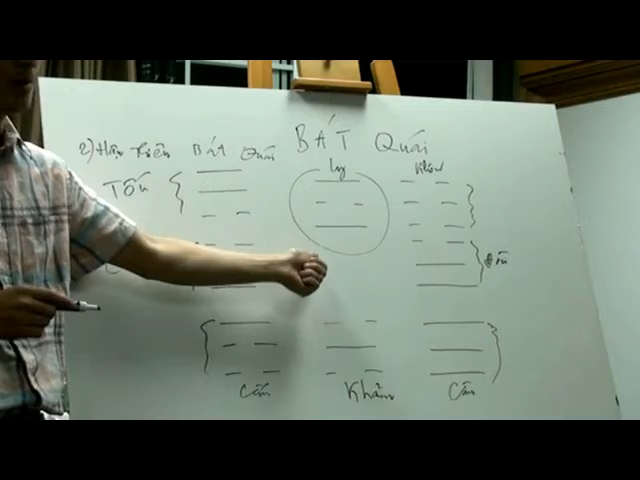 BÁT QUÁI
2) Hậu Thiên Bát Quái
Ly
Khôn
TỐN
Đoài
Cấn
Khảm
Càn